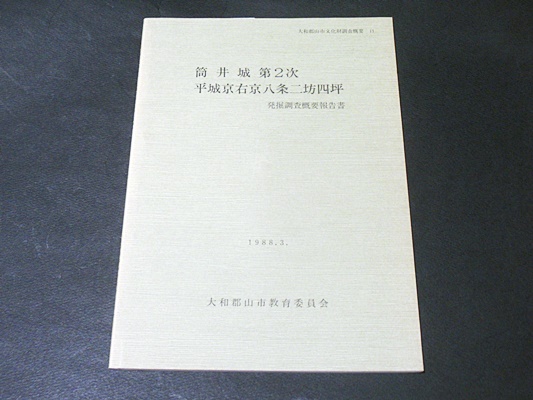 大和郡山市文化財調査概要 11
筒井城 第2次
平城京右京八条二坊四坪
発掘調査概要報告書
1988.3.
大和郡山市教育委員会